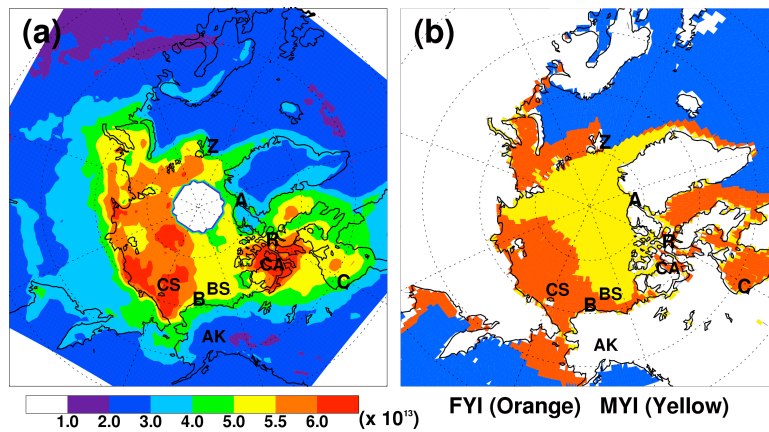 (a)
(b)
Z
Z
A
A
R
R
CA
CA
C
C
CS
BS
B
CS
BS
B
AK
AK
1.0 2.0 3.0 4.0 5.0 5.5 6.0 (x 10¹³)
FYI (Orange) MYI (Yellow)